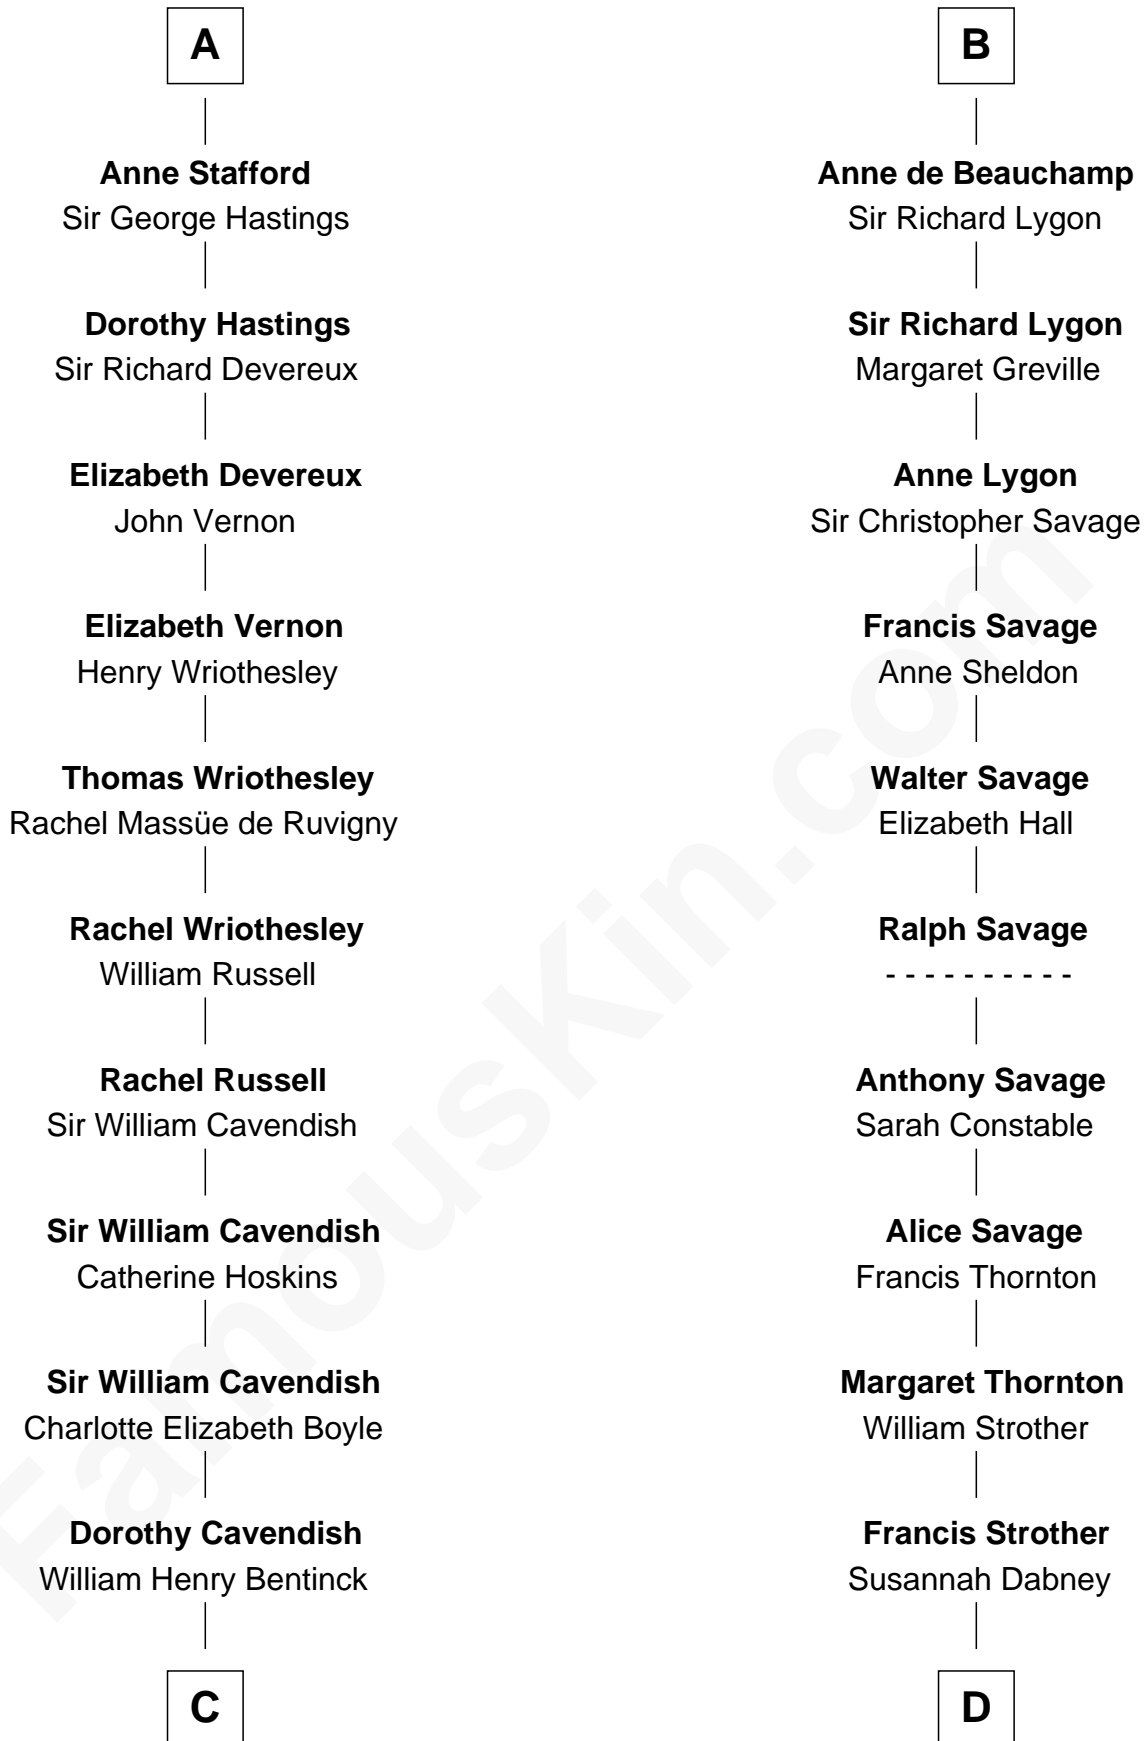 A
Anne Stafford
Sir George Hastings
Dorothy Hastings
Sir Richard Devereux
Elizabeth Devereux
John Vernon
Elizabeth Vernon
Henry Wriothesley
Thomas Wriothesley
Rachel Massüe de Ruvigny
Rachel Wriothesley
William Russell
Rachel Russell
Sir William Cavendish
Sir William Cavendish
Catherine Hoskins
Sir William Cavendish
Charlotte Elizabeth Boyle
Dorothy Cavendish
William Henry Bentinck
C
B
Anne de Beauchamp
Sir Richard Lygon
Sir Richard Lygon
Margaret Greville
Anne Lygon
Sir Christopher Savage
Francis Savage
Anne Sheldon
Walter Savage
Elizabeth Hall
Ralph Savage
- - - - - - - - - -
Anthony Savage
Sarah Constable
Alice Savage
Francis Thornton
Margaret Thornton
William Strother
Francis Strother
Susannah Dabney
D
FamousKin.com